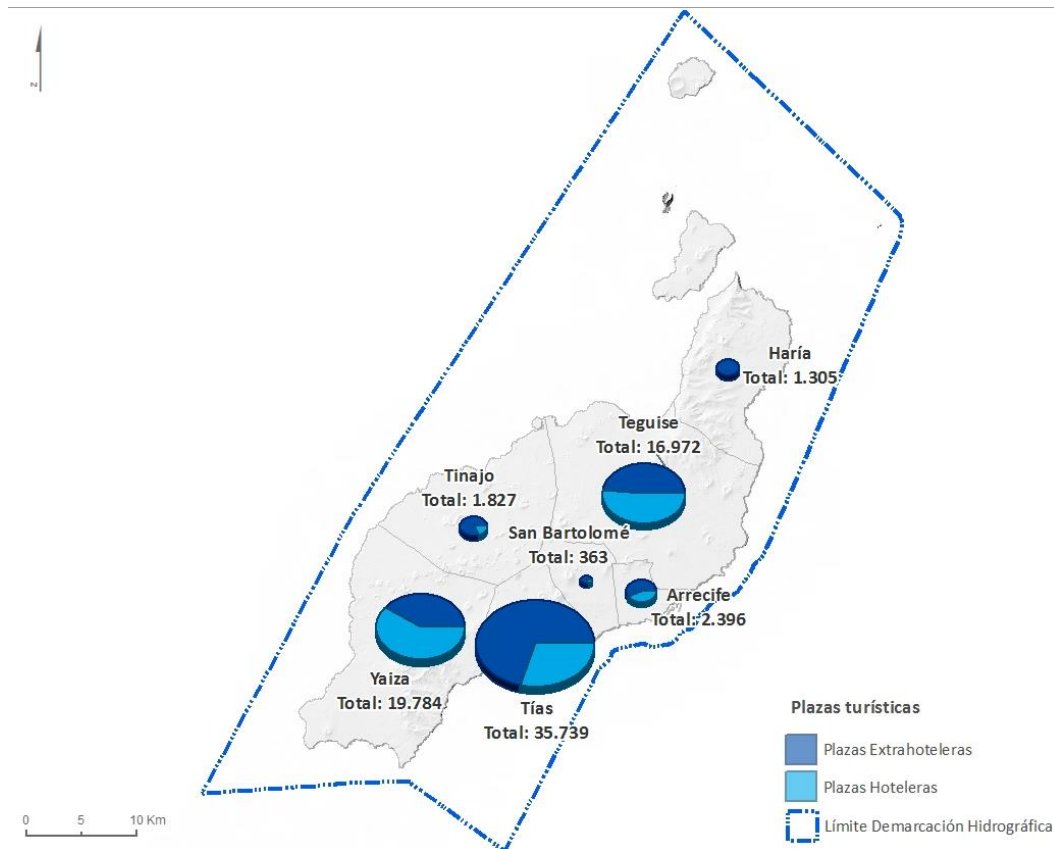 N
Haría
Total: 1.305
Teguise
Total: 16.972
Tinajo
Total: 1.827
San Bartolomé
Total: 363
Arrecife
Total: 2.396
Yaiza
Total: 19.784
Tías
Total: 35.739
Plazas turísticas
Plazas Extrahoteleras
Plazas Hoteleras
Límite Demarcación Hidrográfica
0 5 10 Km